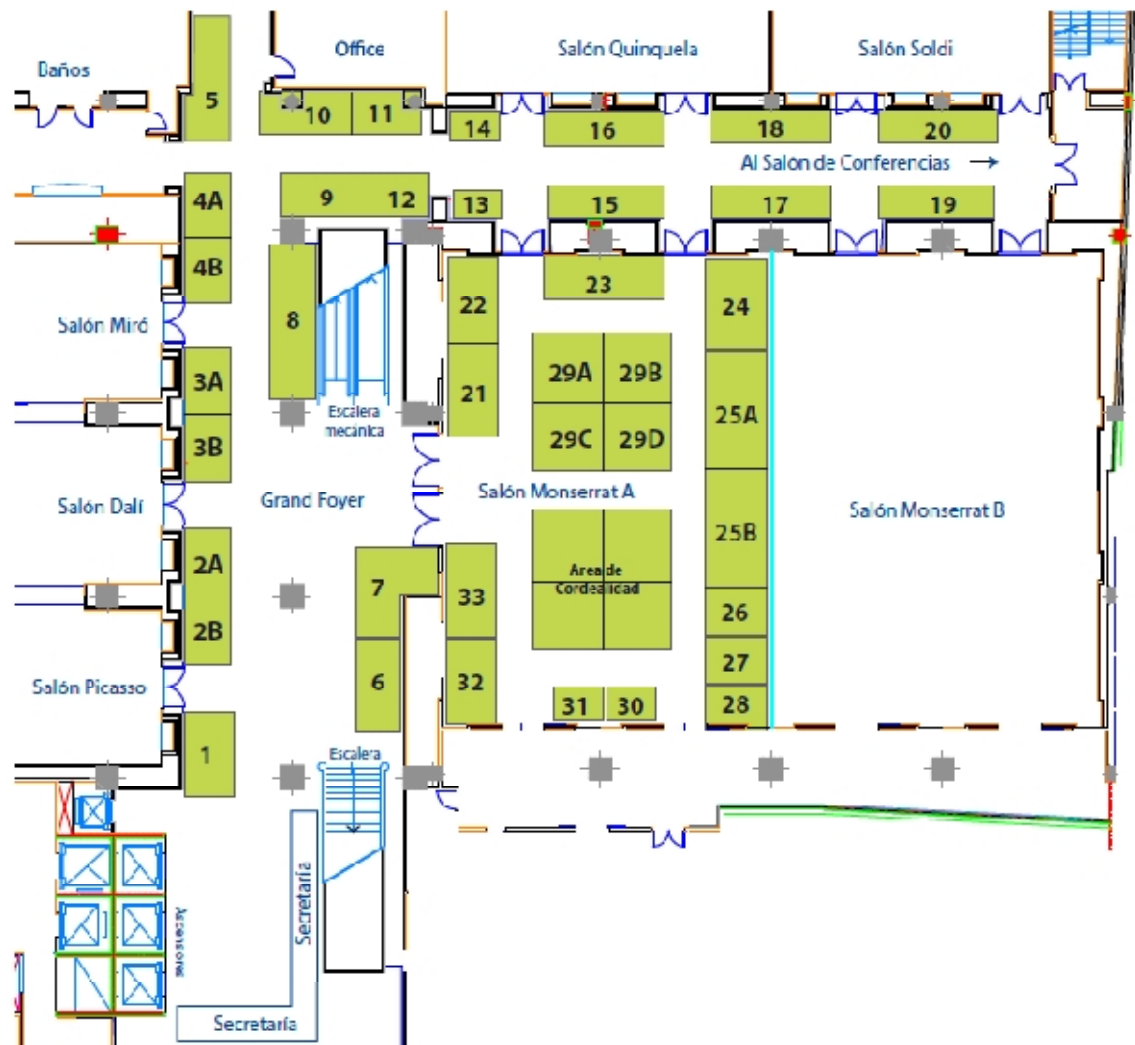 Office
Salón Quinquela
Salón Soldi
Baños
5
10
11
14
16
18
20
Al Salón de Conferencias
4A
9
12
13
15
17
19
4B
22
23
24
Salón Miró
8
3A
21
29A
29B
25A
Escalera
mecánica
3B
29C
29D
Salón Dalí
Grand Foyer
Salón Monserrat A
Salón Monserrat B
25B
2A
7
33
Area de
Cordealidad
26
2B
Salón Picasso
6
32
27
31
30
28
1
Escalera
Secretaría
Ascensores
Secretaría